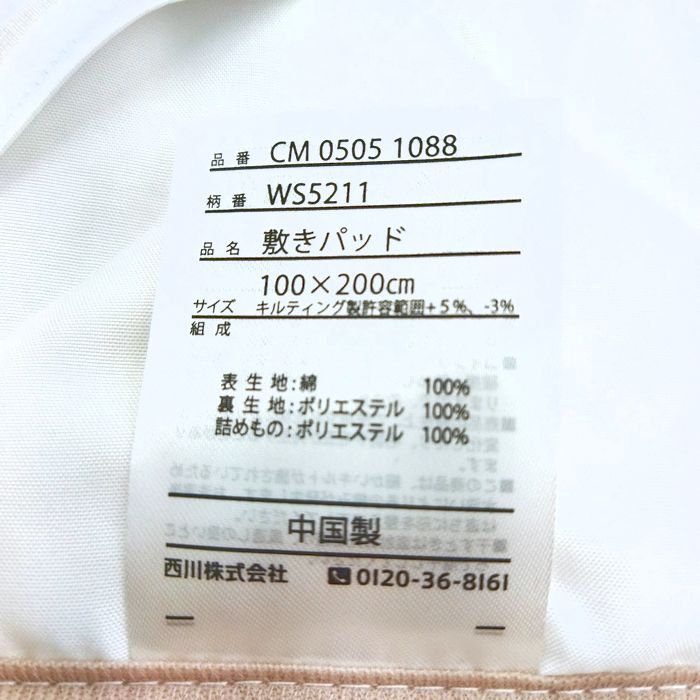 品番 CM 0505 1088
柄番 WS5211
品名 敷きパッド
100×200cm
サイズ キルティング製許容範囲+5%、-3%
組成
表生地:綿 100%
裏生地:ポリエステル 100%
詰めもの:ポリエステル 100%
中国製
西川株式会社 0120-36-8161